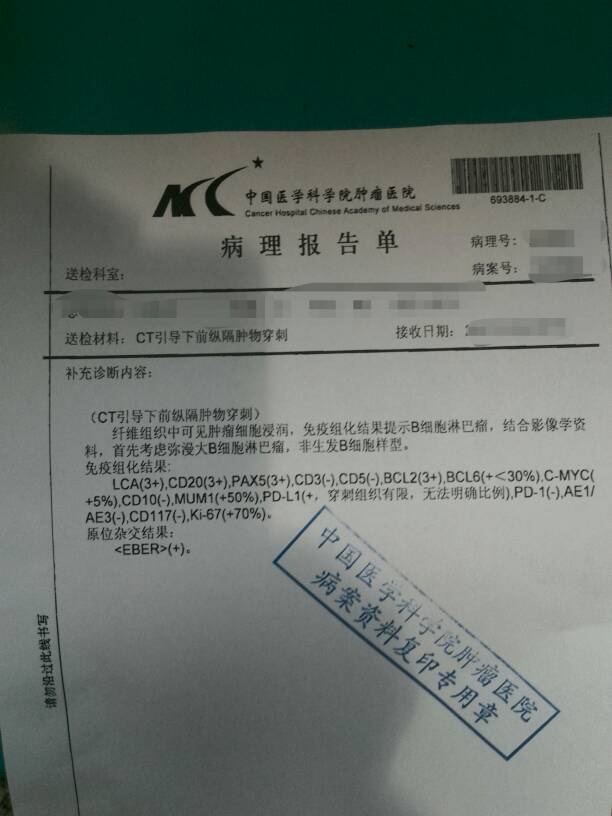 中国医学科学院肿瘤医院
Cancer Hospital Chinese Academy of Medical Sciences
693884-1-C
病理报告单
病理号:
送检科室:
病案号:
送检材料: CT引导下前纵隔肿物穿刺
接收日期:
补充诊断内容:
(CT引导下前纵隔肿物穿刺)
纤维组织中可见肿瘤细胞浸润，免疫组化结果提示B细胞淋巴瘤，结合影像学资
料，首先考虑弥漫大B细胞淋巴瘤，非生发B细胞样型。
免疫组化结果:
LCA(3+),CD20(3+),PAX5(3+),CD3(-),CD5(-),BCL2(3+),BCL6(+<30%),C-MYC(
+5%),CD10(-),MUM1(+50%),PD-L1(+，穿刺组织有限，无法明确比例),PD-1(-),AE1/
AE3(-),CD117(-),Ki-67(+70%)。
原位杂交结果:
<EBER>(+)。
中国医学科学院肿瘤医院
病案资料复印专用章
请勿沿过此线书写